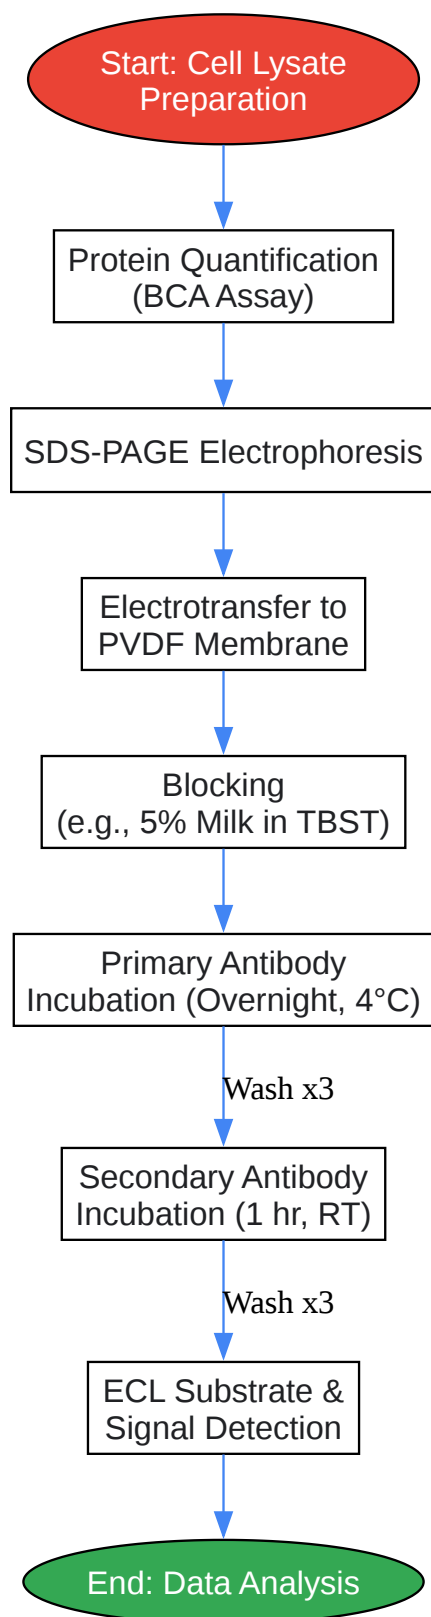 Start: Cell Lysate
Preparation
Protein Quantification
(BCA Assay)
SDS-PAGE Electrophoresis
Electrotransfer to
PVDF Membrane
Blocking
(e.g., 5% Milk in TBST)
Primary Antibody
Incubation (Overnight, 4°C)
Wash x3
Secondary Antibody
Incubation (1 hr, RT)
Wash x3
ECL Substrate &
Signal Detection
End: Data Analysis